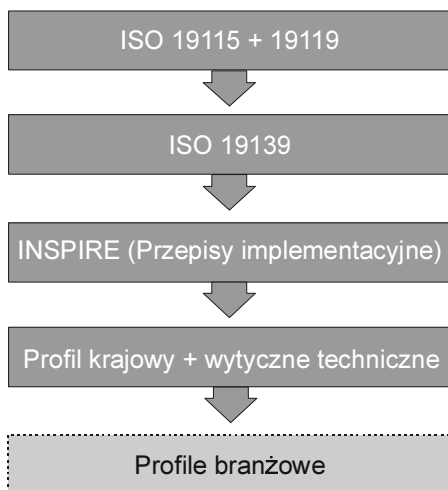 ISO 19115 + 19119
ISO 19139
INSPIRE (Przepisy implementacyjne)
Profil krajowy + wytyczne techniczne
Profile branżowe